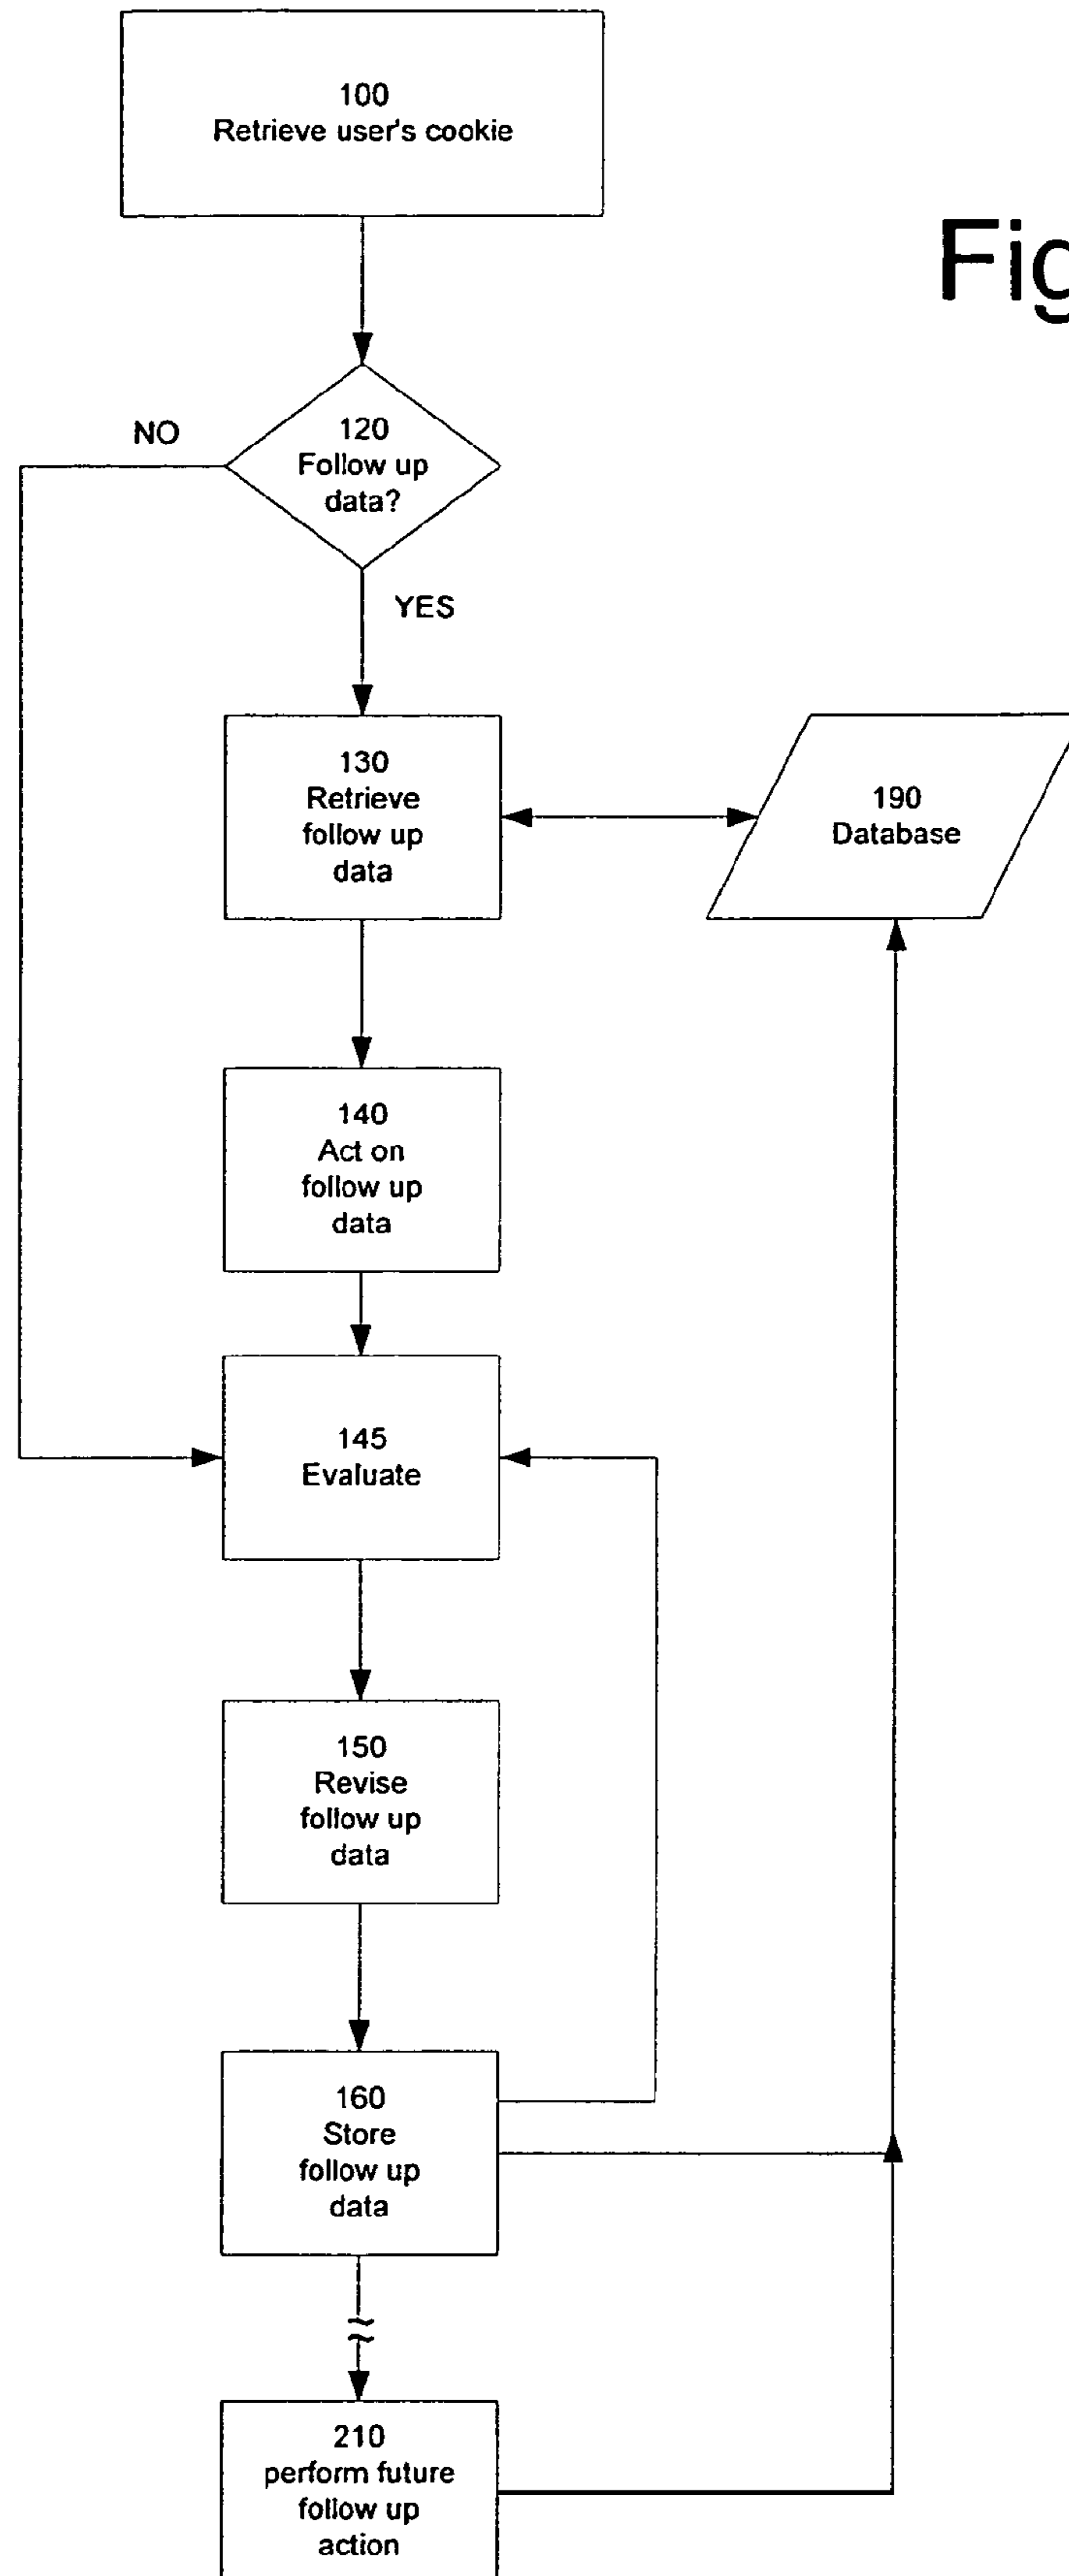 100
Retrieve user's cookie
Fig
120
Follow up
data?
NO
YES
130
Retrieve
follow up
data
190
Database
140
Act on
follow up
data
145
Evaluate
150
Revise
follow up
data
160
Store
follow up
data
210
perform future
follow up
action